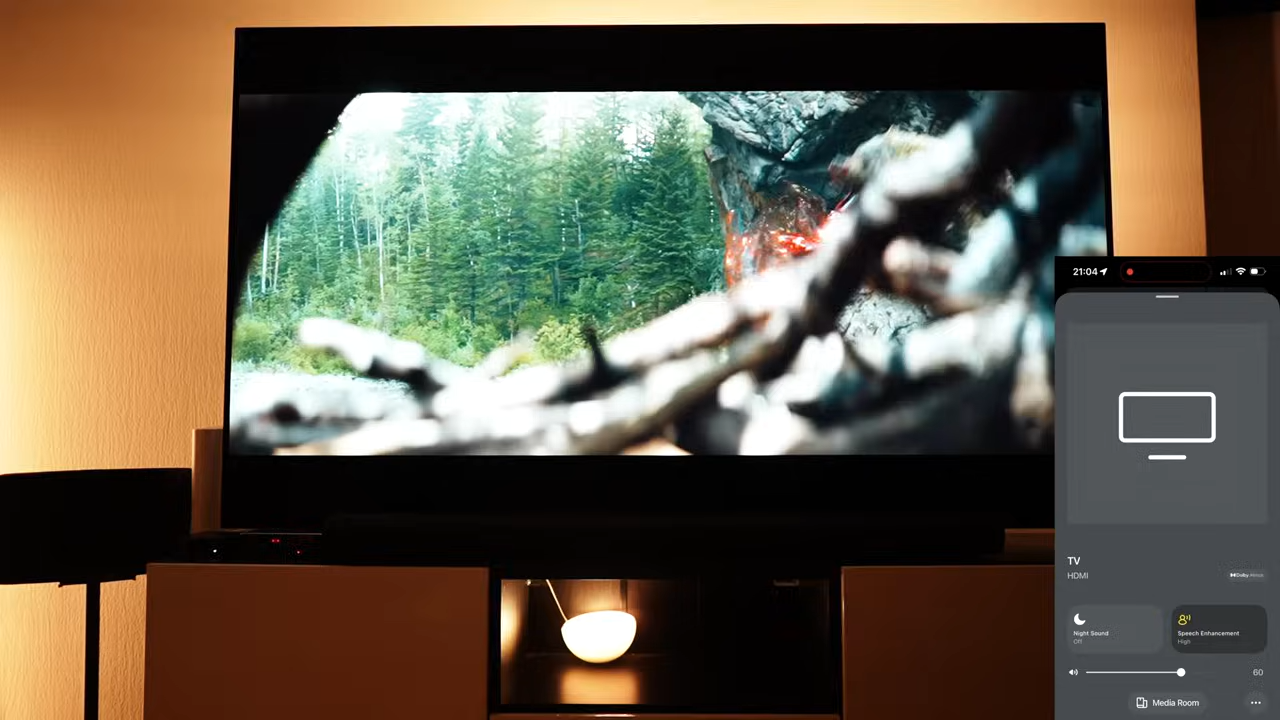 21:04
TV
HDMI
Dolby Atmos
Night Sound
Off
Speech Enhancement
High
60
Media Room